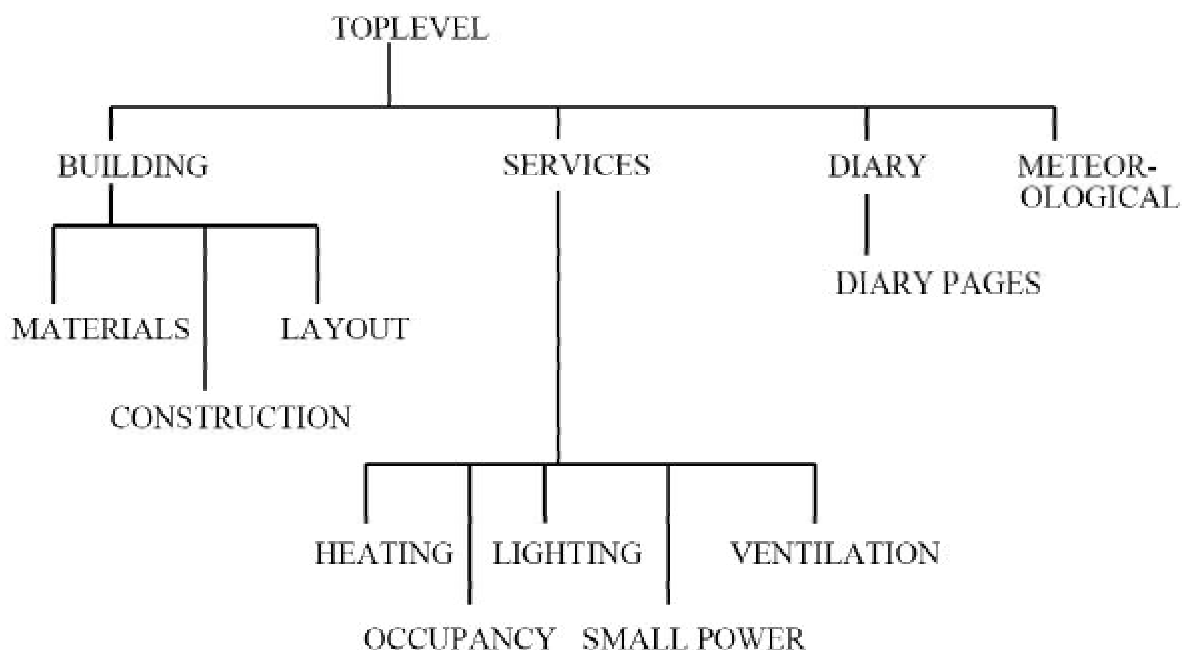 TOPLEVEL
BUILDING
SERVICES
DIARY
METEOR-
OLOGICAL
DIARY PAGES
MATERIALS
LAYOUT
CONSTRUCTION
HEATING
LIGHTING
VENTILATION
OCCUPANCY
SMALL POWER